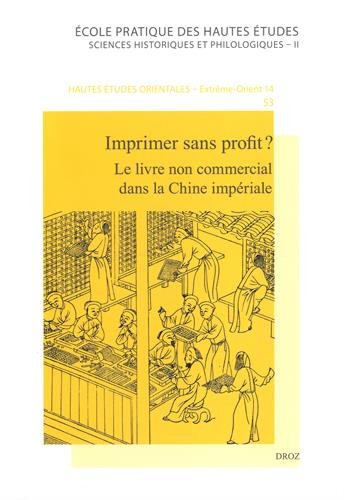 ÉCOLE PRATIQUE DES HAUTES ÉTUDES
SCIENCES HISTORIQUES ET PHILOLOGIQUES – II
HAUTES ÉTUDES ORIENTALES – Extrême-Orient 14
53
Imprimer sans profit ?
Le livre non commercial
dans la Chine impériale
DROZ